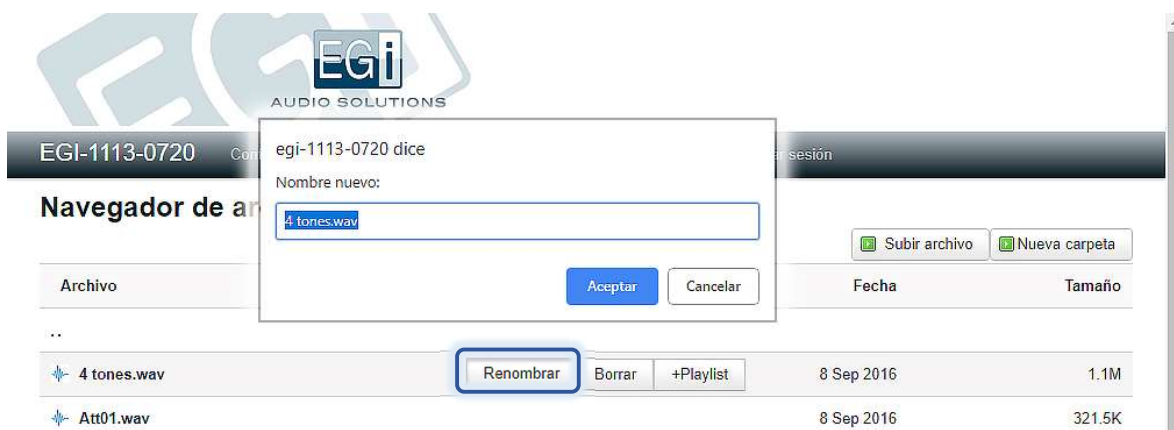 EGi
AUDIO SOLUTIONS
EGI-1113-0720
egi-1113-0720 dice
Nombre nuevo:
4 tones.wav
Aceptar Cancelar
sesión
Navegador de
Subir archivo Nueva carpeta
Archivo Fecha Tamaño
..
4 tones.wav Renombrar Borrar +Playlist 8 Sep 2016 1.1M
Att01.wav 8 Sep 2016 321.5K